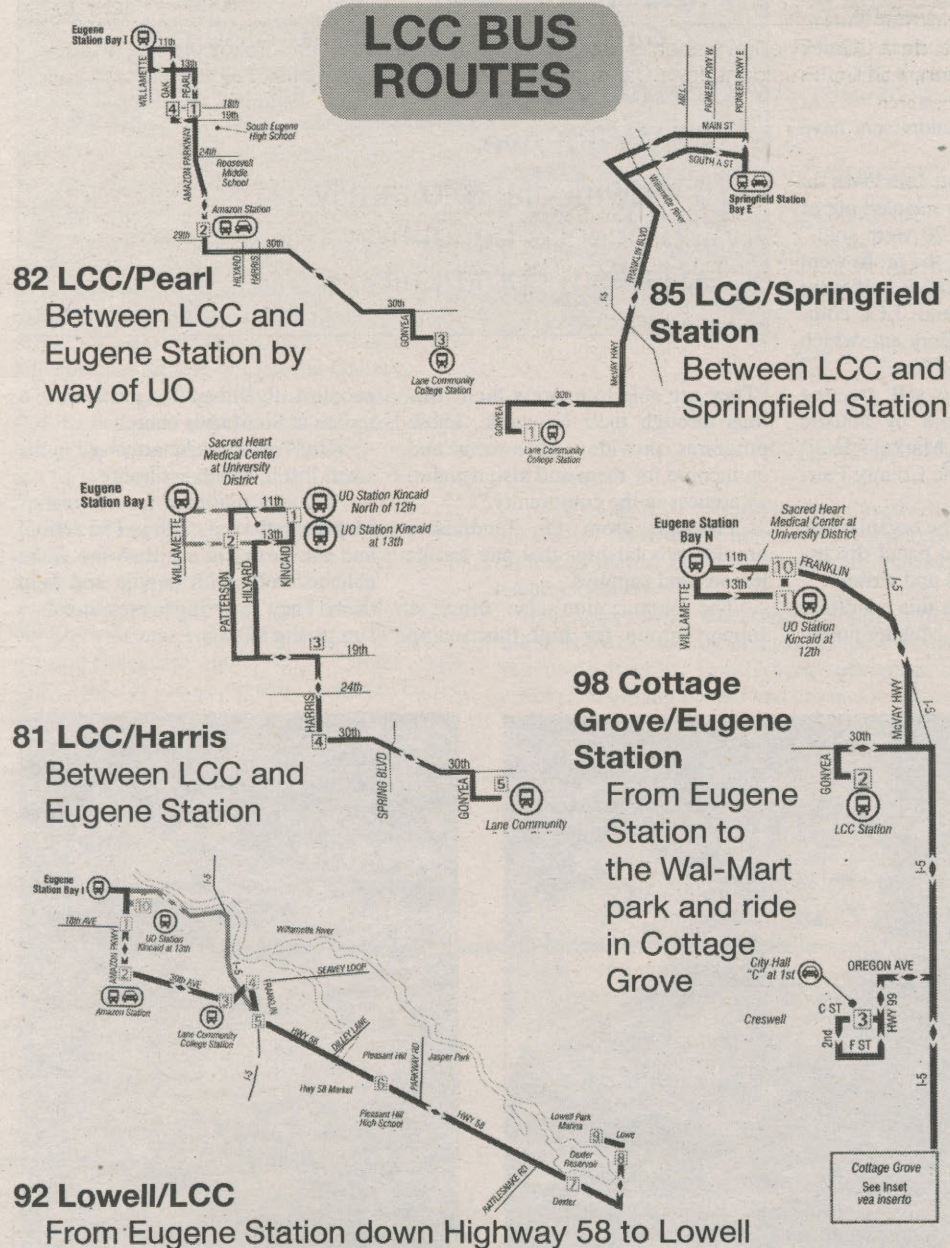 LCC BUS
ROUTES
Eugene
Station Bay I
11th
13th
WILLAMETTE
OAK
PEARL
4
1
18th
19th
South Eugene
High School
24th
Roosevelt
Middle
School
AMAZON PARKWAY
Amazon Station
2
29th
30th
HILYARD
HARRIS
30th
GONYEA
3
Lane Community
College Station
82 LCC/Pearl
Between LCC and
Eugene Station by
way of UO
MILL
PIONEER PKWY W
PIONEER PKWY E
MAIN ST
SOUTH A ST
Springfield Station
Bay E
Willamette River
FRANKLIN BLVD
I-5
McVAY HWY
30th
GONYEA
1
Lane Community
College Station
85 LCC/Springfield
Station
Between LCC and
Springfield Station
Sacred Heart
Medical Center
at University
District
Eugene
Station Bay I
11th
1
UO Station Kincaid
North of 12th
2
13th
UO Station Kincaid
at 13th
WILLAMETTE
PATTERSON
HILYARD
KINCAID
3
19th
24th
HARRIS
4
30th
SPRING BLVD
30th
GONYEA
5
Lane Community
81 LCC/Harris
Between LCC and
Eugene Station
Eugene Station
Bay N
Sacred Heart
Medical Center at
University District
11th
10
FRANKLIN
13th
1
WILLAMETTE
UO Station
Kincaid at
12th
I-5
McVAY HWY
I-5
30th
GONYEA
2
LCC Station
I-5
City Hall
"C" at 1st
OREGON AVE
C ST
3
HWY 99
Creswell
2nd
F ST
I-5
Cottage Grove
See Inset
vea inserto
98 Cottage
Grove/Eugene
Station
From Eugene
Station to
the Wal-Mart
park and ride
in Cottage
Grove
Eugene
Station Bay I
I-5
10
18th AVE
1
UO Station
Kincaid at 13th
Willamette River
AMAZON PKWY
2
30th AVE
I-5
4
SEAVEY LOOP
FRANKLIN
3
5
Amazon Station
Lane Community
College Station
I-5
HWY 58
DILLEY LANE
Pleasant Hill
PARKWAY RD
Jasper Park
Hwy 58 Market
6
Pleasant Hill
High School
HWY 58
Lowell Park
Marina
9
Lowe
8
Dexter
Reservoir
RATTLESNAKE RD
7
Dexter
92 Lowell/LCC
From Eugene Station down Highway 58 to Lowell